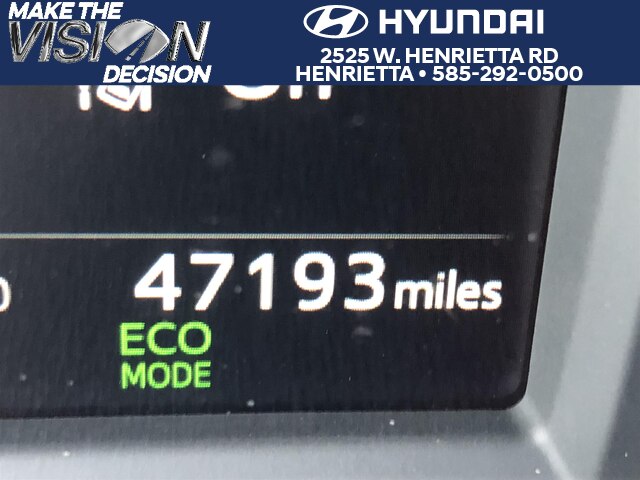 MAKE THE
VISION
DECISION
HYUNDAI
2525 W. HENRIETTA RD
HENRIETTA • 585-292-0500
47193 miles
ECO
MODE